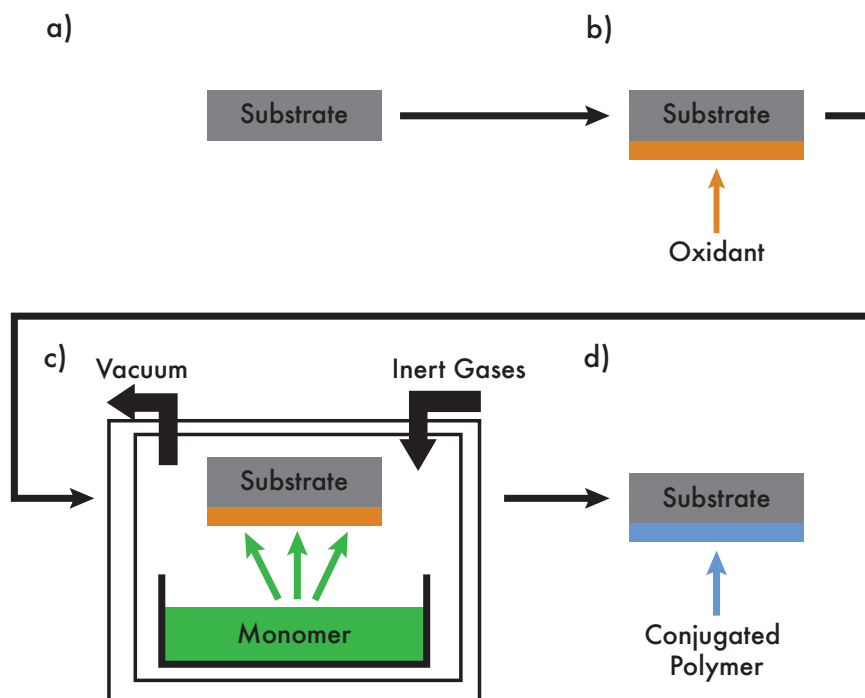 a)
b)
Substrate
Substrate
Oxidant
c)
d)
Vacuum
Inert Gases
Substrate
Substrate
Monomer
Conjugated
Polymer